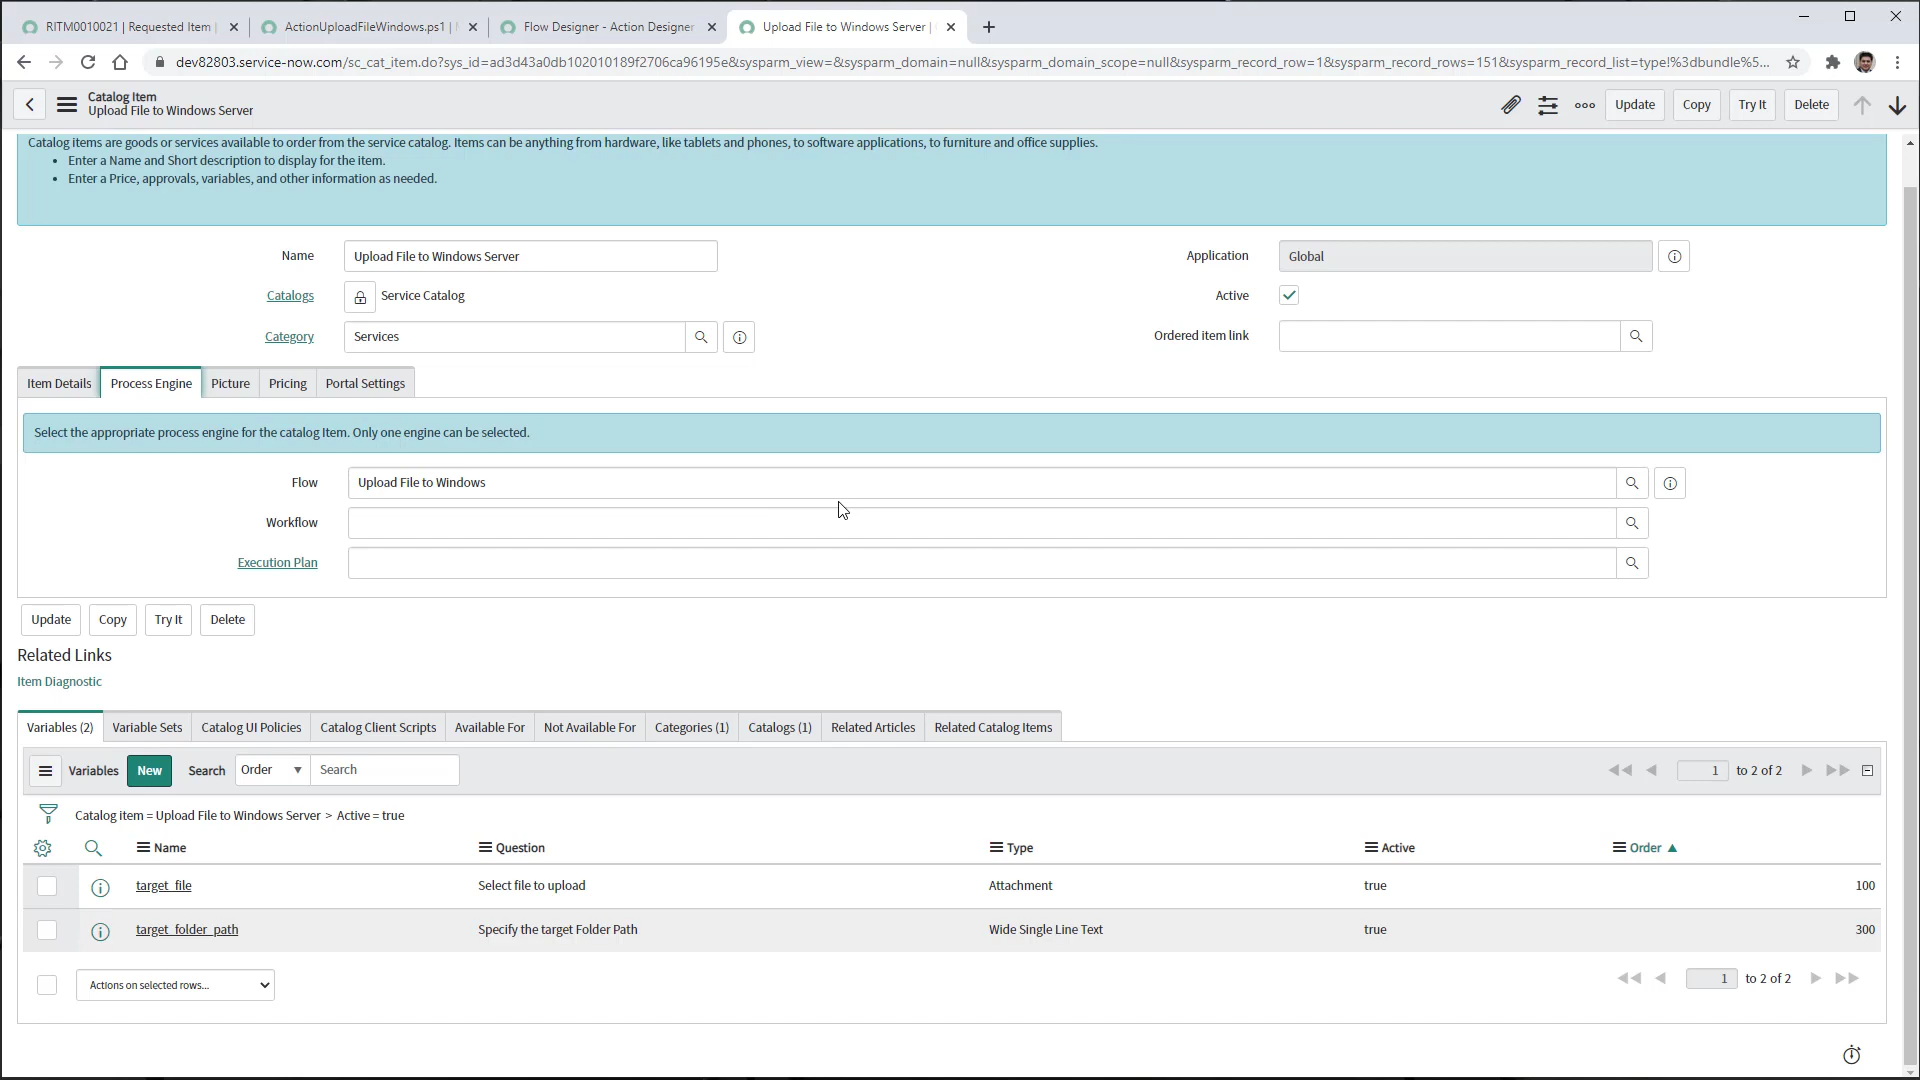 RITM0010021 | Requested Item |
ActionUploadFileWindows.ps1 |
Flow Designer - Action Designer
Upload File to Windows Server |
dev82803.service-now.com/sc_cat_item.do?sys_id=ad3d43a0db102010189f2706ca96195e&sysparm_view=&sysparm_domain=null&sysparm_domain_scope=null&sysparm_record_row=1&sysparm_record_rows=151&sysparm_record_list=type!%3dbundle%5...
Catalog Item
Upload File to Windows Server
Update
Copy
Try It
Delete
Catalog items are goods or services available to order from the service catalog. Items can be anything from hardware, like tablets and phones, to software applications, to furniture and office supplies.
• Enter a Name and Short description to display for the item.
• Enter a Price, approvals, variables, and other information as needed.
Name
Upload File to Windows Server
Application
Global
Catalogs
Service Catalog
Active
Category
Services
Ordered item link
Item Details
Process Engine
Picture
Pricing
Portal Settings
Select the appropriate process engine for the catalog Item. Only one engine can be selected.
Flow
Upload File to Windows
Workflow
Execution Plan
Update
Copy
Try It
Delete
Related Links
Item Diagnostic
Variables (2)
Variable Sets
Catalog UI Policies
Catalog Client Scripts
Available For
Not Available For
Categories (1)
Catalogs (1)
Related Articles
Related Catalog Items
Variables
New
Search
Order
Search
1 to 2 of 2
Catalog item = Upload File to Windows Server > Active = true
Name
Question
Type
Active
Order ▲
target_file
Select file to upload
Attachment
true
100
target_folder_path
Specify the target Folder Path
Wide Single Line Text
true
300
Actions on selected rows...
1 to 2 of 2